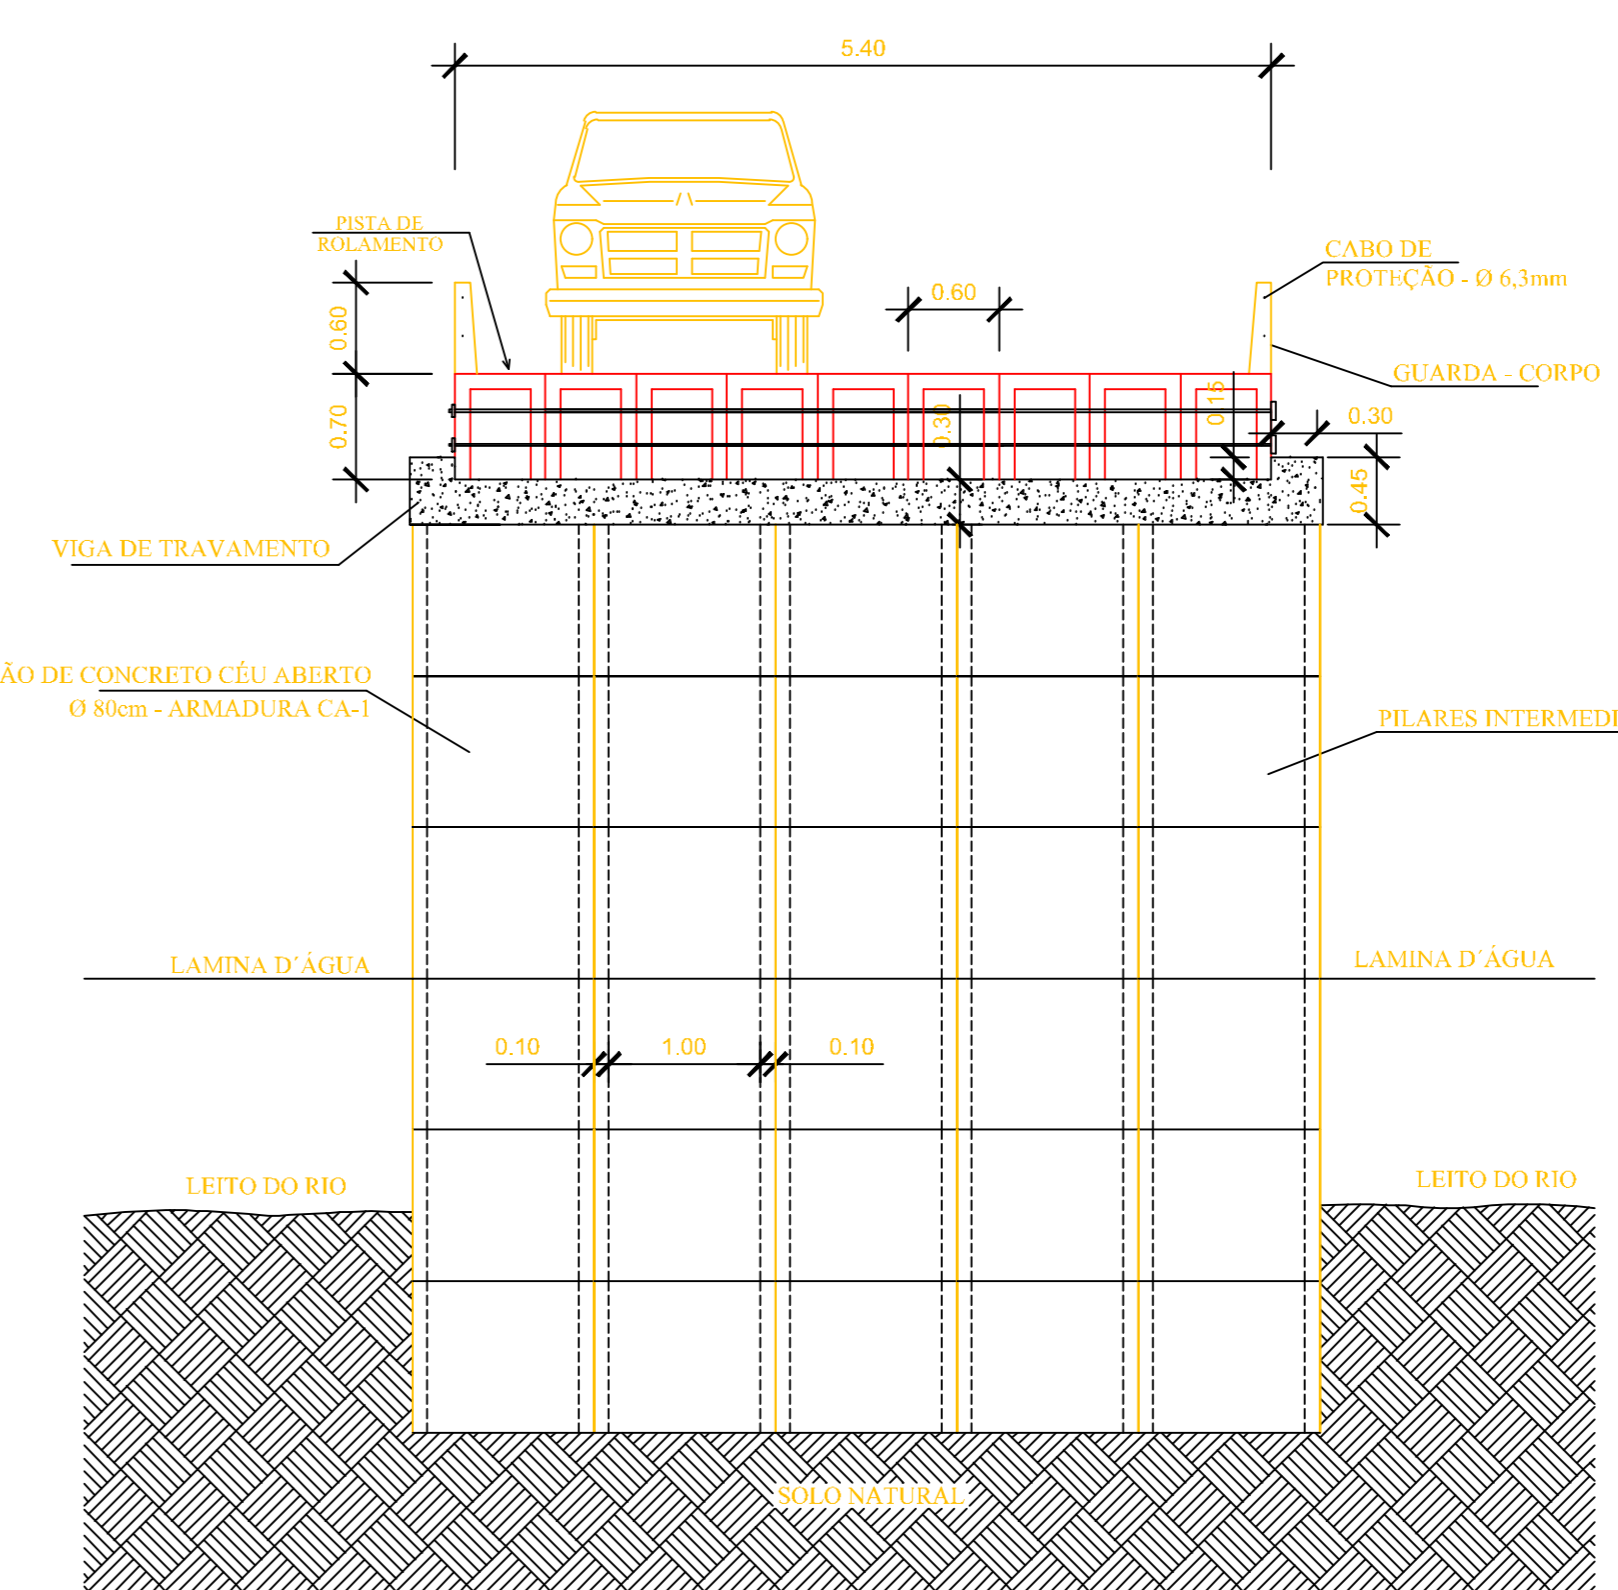 5.40
PISTA DE
ROLAMENTO
CABO DE
PROTEÇÃO - Ø 6,3mm
0.60
0.60
GUARDA - CORPO
0.70
0.30
0.15
0.30
0.45
VIGA DE TRAVAMENTO
ÃO DE CONCRETO CÉU ABERTO
Ø 80cm - ARMADURA CA-1
PILARES INTERMEDI
LAMINA D´ÁGUA
LAMINA D´ÁGUA
0.10
1.00
0.10
LEITO DO RIO
LEITO DO RIO
SOLO NATURAL